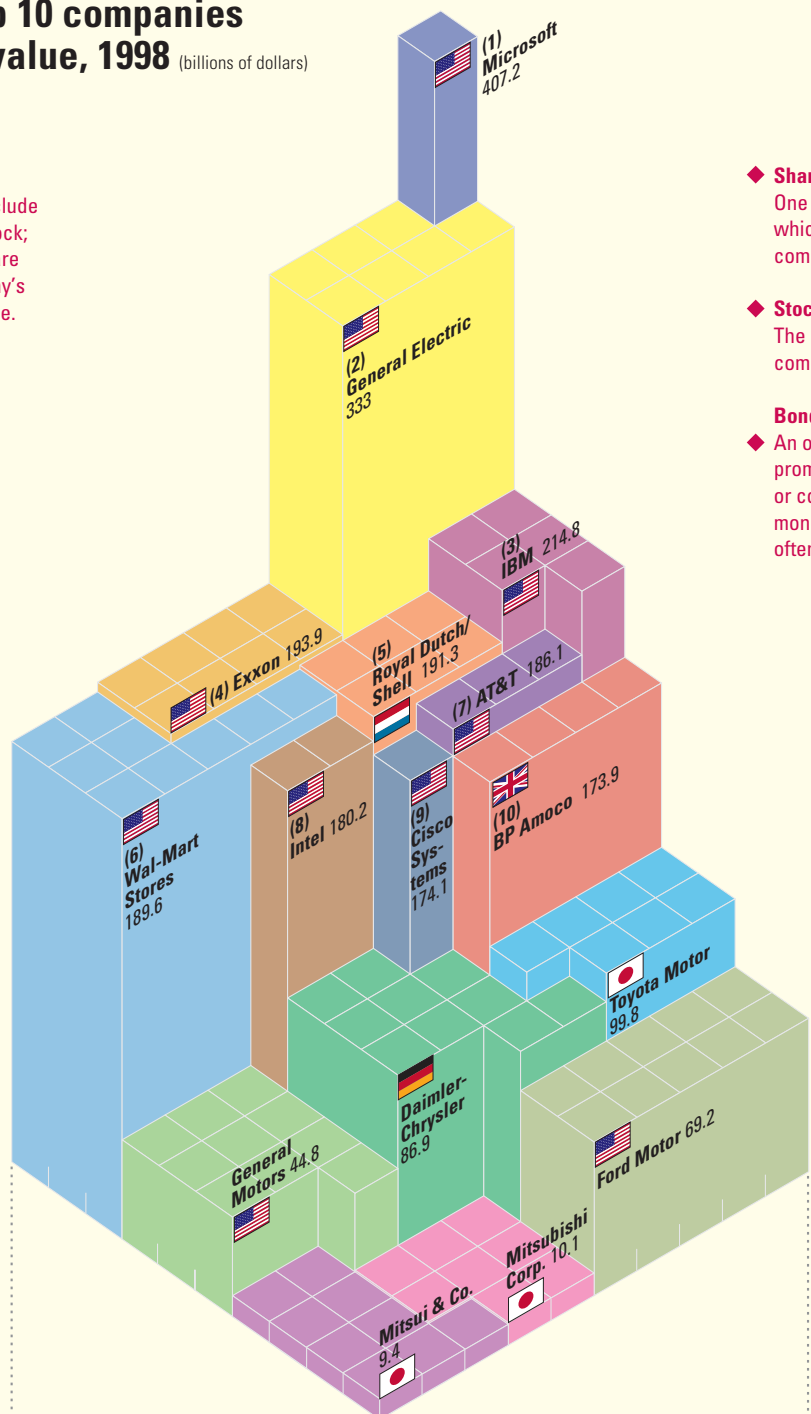 10 companies
value, 1998 (billions of dollars)
(1)
Microsoft
407.2
(2)
General Electric
333
(3)
IBM 214.8
(4) Exxon 193.9
(5)
Royal Dutch/
Shell 191.3
(7) AT&T 186.1
(6)
Wal-Mart
Stores
189.6
(8)
Intel 180.2
(9)
Cisco
Sys-
tems
174.1
(10)
BP Amoco 173.9
Toyota Motor
99.8
Daimler-
Chrysler
86.9
Ford Motor 69.2
General
Motors 44.8
Mitsubishi
Corp. 10.1
Mitsui & Co.
9.4
lude
ck;
re
y's
e.
Shar
One
whic
com
Stoc
The
com
Bon
An o
pron
or co
mon
ofter